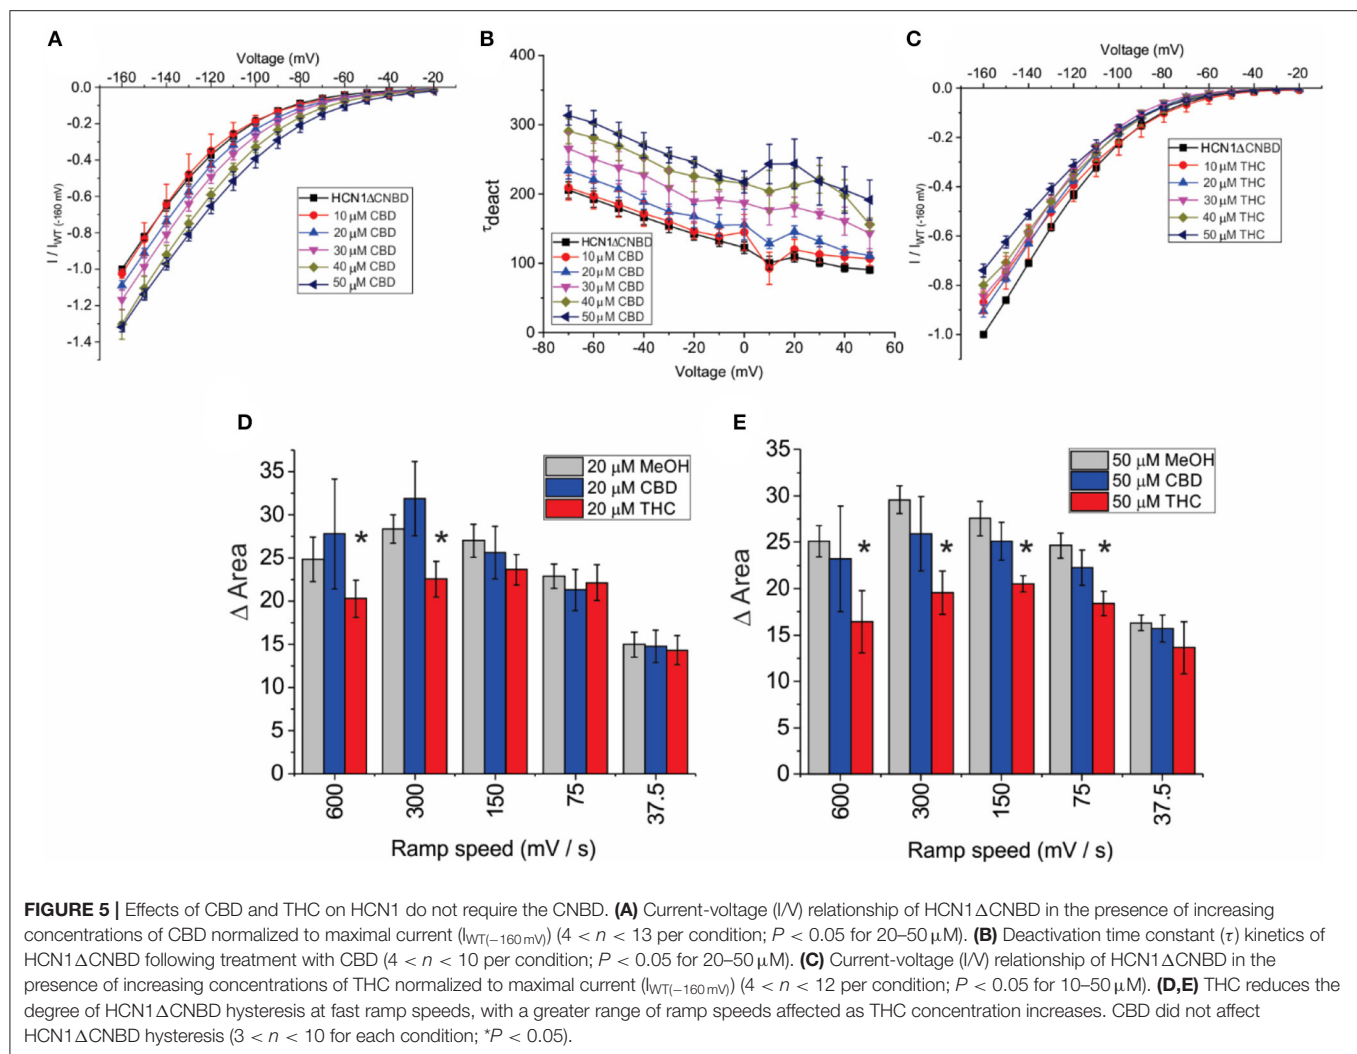 A
Voltage (mV)
-160 -140 -120 -100 -80 -60 -40 -20
0.0
-0.2
-0.4
-0.6
-0.8
-1.0
-1.2
-1.4
I / I WT (-160 mV)
HCN1ΔCNBD
10 μM CBD
20 μM CBD
30 μM CBD
40 μM CBD
50 μM CBD
B
400
300
200
100
0
τdeact
HCN1ΔCNBD
10 μM CBD
20 μM CBD
30 μM CBD
40 μM CBD
50 μM CBD
-80 -60 -40 -20 0 20 40 60
Voltage (mV)
C
Voltage (mV)
-160 -140 -120 -100 -80 -60 -40 -20
0.0
-0.2
-0.4
-0.6
-0.8
-1.0
I / I WT (-160 mV)
HCN1ΔCNBD
10 μM THC
20 μM THC
30 μM THC
40 μM THC
50 μM THC
D
35
30
25
20
15
10
5
0
Δ Area
20 μM MeOH
20 μM CBD
20 μM THC
* *
600 300 150 75 37.5
Ramp speed (mV / s)
E
35
30
25
20
15
10
5
0
Δ Area
50 μM MeOH
50 μM CBD
50 μM THC
* * * *
600 300 150 75 37.5
Ramp speed (mV / s)
FIGURE 5 | Effects of CBD and THC on HCN1 do not require the CNBD. (A) Current-voltage (I/V) relationship of HCN1ΔCNBD in the presence of increasing
concentrations of CBD normalized to maximal current (IWT(−160 mV)) (4 < n < 13 per condition; P < 0.05 for 20–50 μM). (B) Deactivation time constant (τ) kinetics of
HCN1ΔCNBD following treatment with CBD (4 < n < 10 per condition; P < 0.05 for 20–50 μM). (C) Current-voltage (I/V) relationship of HCN1ΔCNBD in the
presence of increasing concentrations of THC normalized to maximal current (IWT(−160 mV)) (4 < n < 12 per condition; P < 0.05 for 10–50 μM). (D,E) THC reduces the
degree of HCN1ΔCNBD hysteresis at fast ramp speeds, with a greater range of ramp speeds affected as THC concentration increases. CBD did not affect
HCN1ΔCNBD hysteresis (3 < n < 10 for each condition; *P < 0.05).